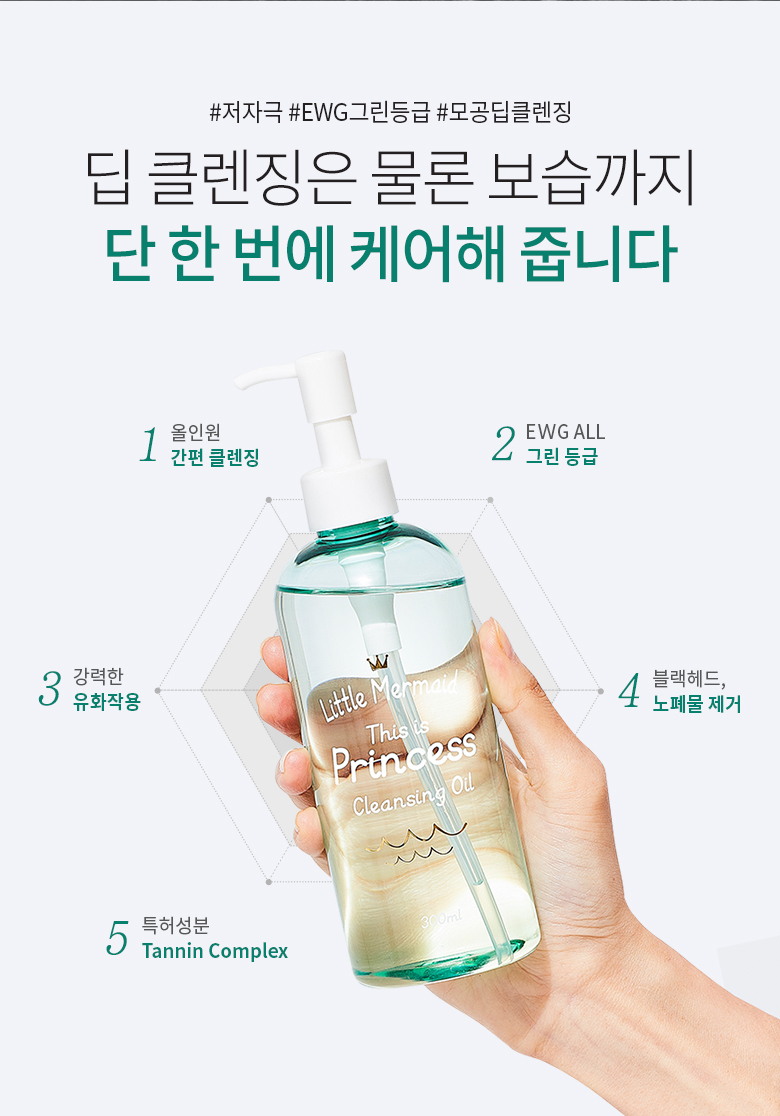 #저자극 #EWG그린등급 #모공딥클렌징
딥 클렌징은 물론 보습까지
단 한 번에 케어해 줍니다
1 올인원
간편 클렌징
2 EWG ALL
그린 등급
3 강력한
유화작용
4 블랙헤드,
노폐물 제거
5 특허성분
Tannin Complex
Little Mermaid
This is
Princess
Cleansing Oil
300ml